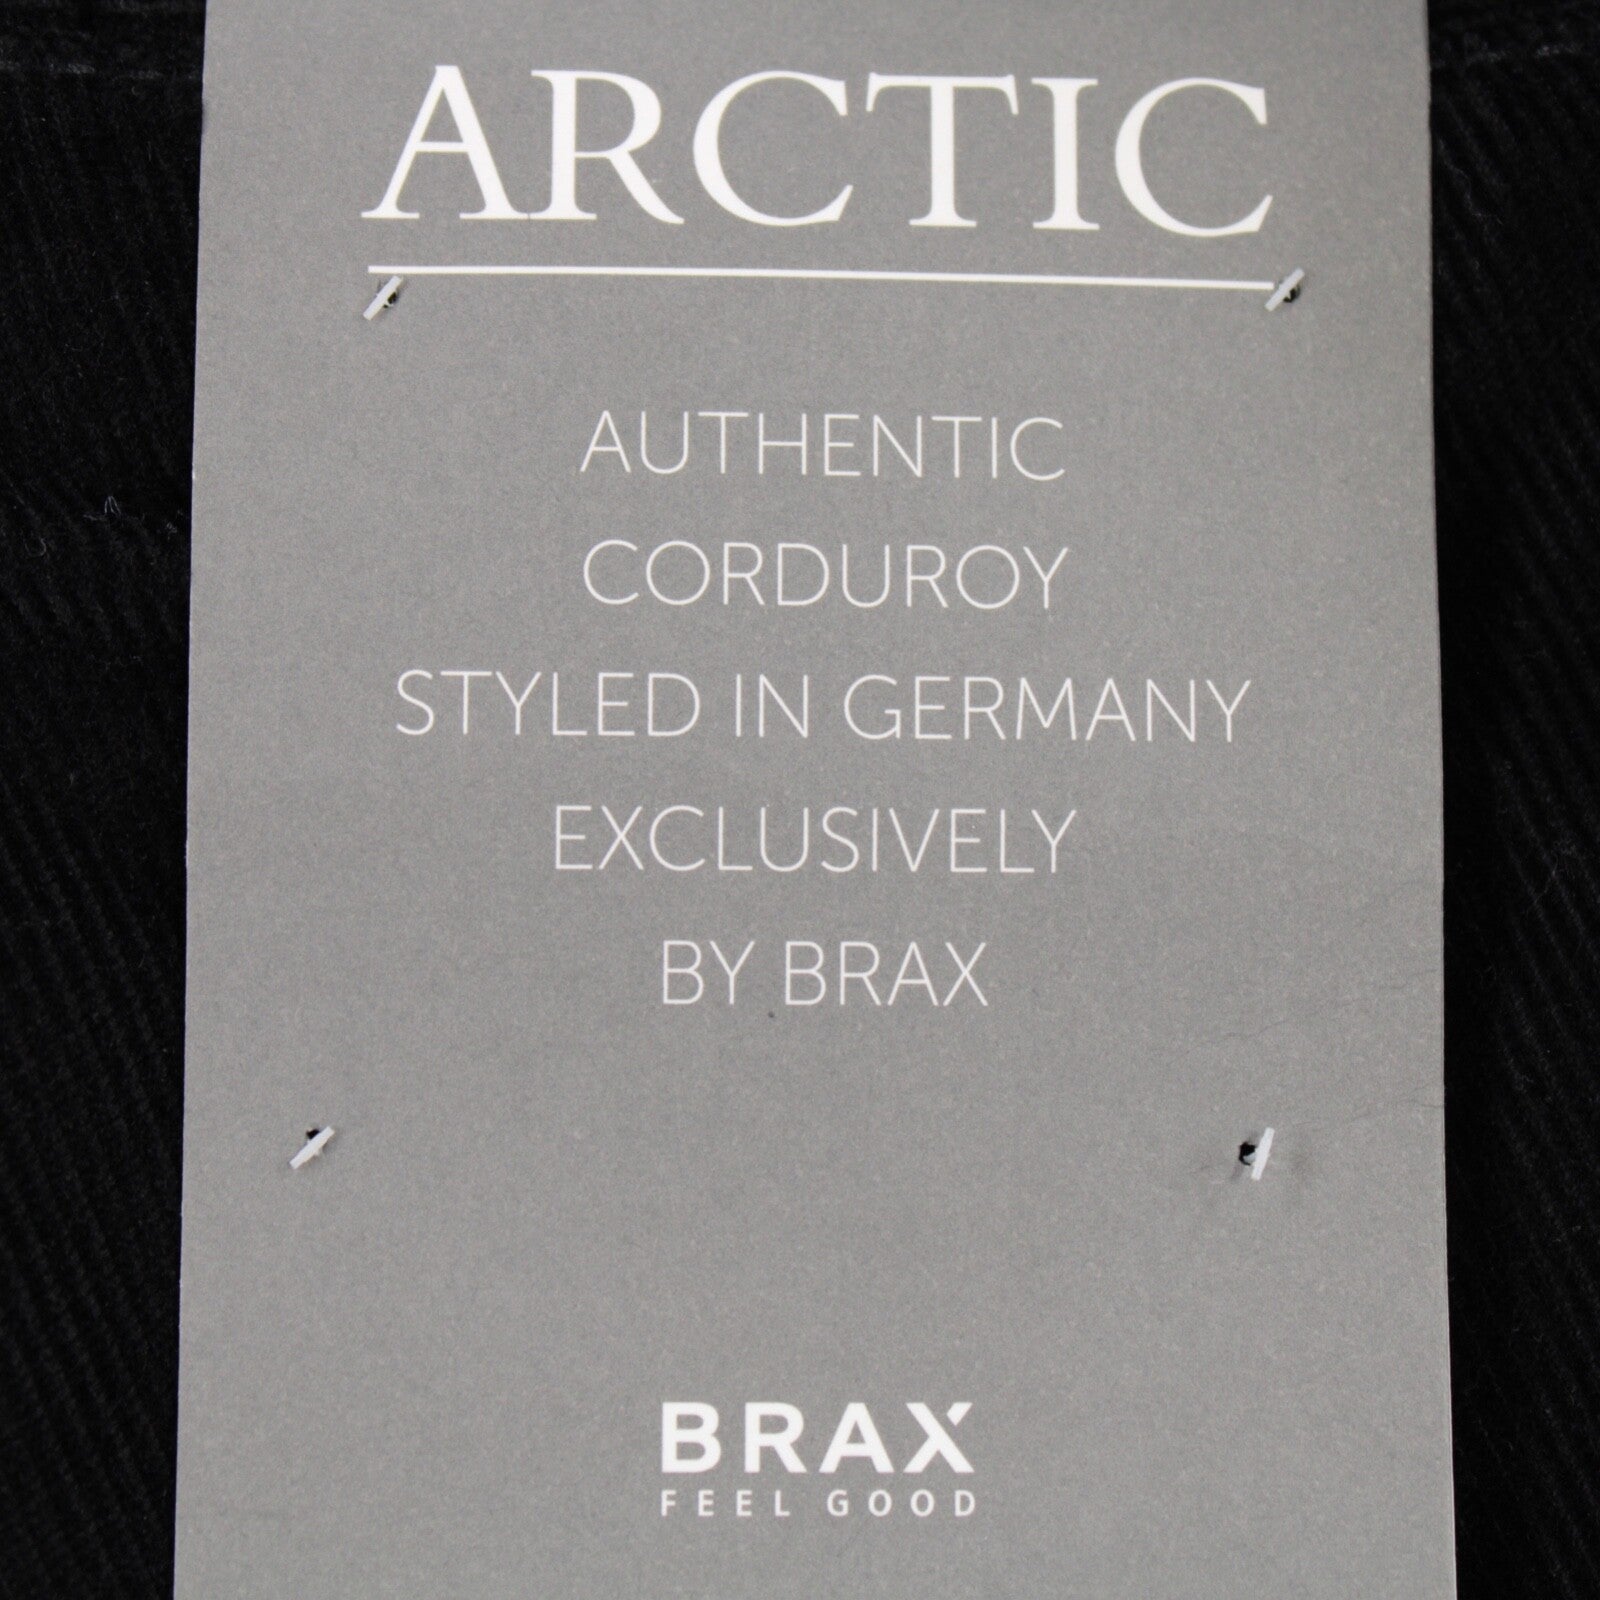 ARCTIC
AUTHENTIC
CORDUROY
STYLED IN GERMANY
EXCLUSIVELY
BY BRAX
BRAX
FEEL GOOD